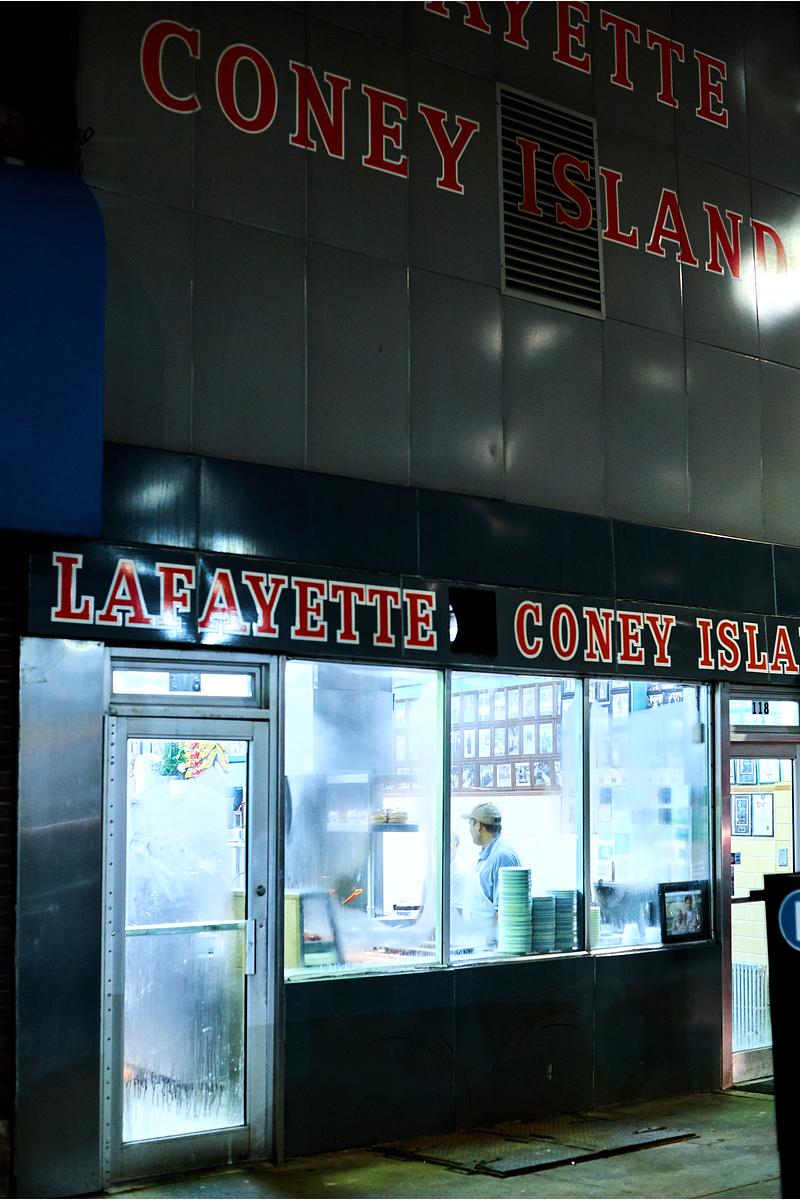 AYETTE
CONEY ISLAND
LAFAYETTE CONEY ISLA
118